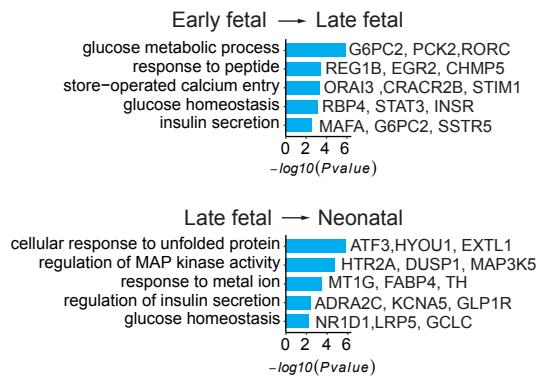 Early fetal → Late fetal
glucose metabolic process G6PC2, PCK2,RORC
response to peptide REG1B, EGR2, CHMP5
store−operated calcium entry ORAI3 ,CRACR2B, STIM1
glucose homeostasis RBP4, STAT3, INSR
insulin secretion MAFA, G6PC2, SSTR5
0 2 4 6
−log10(Pvalue)
Late fetal → Neonatal
cellular response to unfolded protein ATF3,HYOU1, EXTL1
regulation of MAP kinase activity HTR2A, DUSP1, MAP3K5
response to metal ion MT1G, FABP4, TH
regulation of insulin secretion ADRA2C, KCNA5, GLP1R
glucose homeostasis NR1D1,LRP5, GCLC
0 2 4 6
−log10(Pvalue)